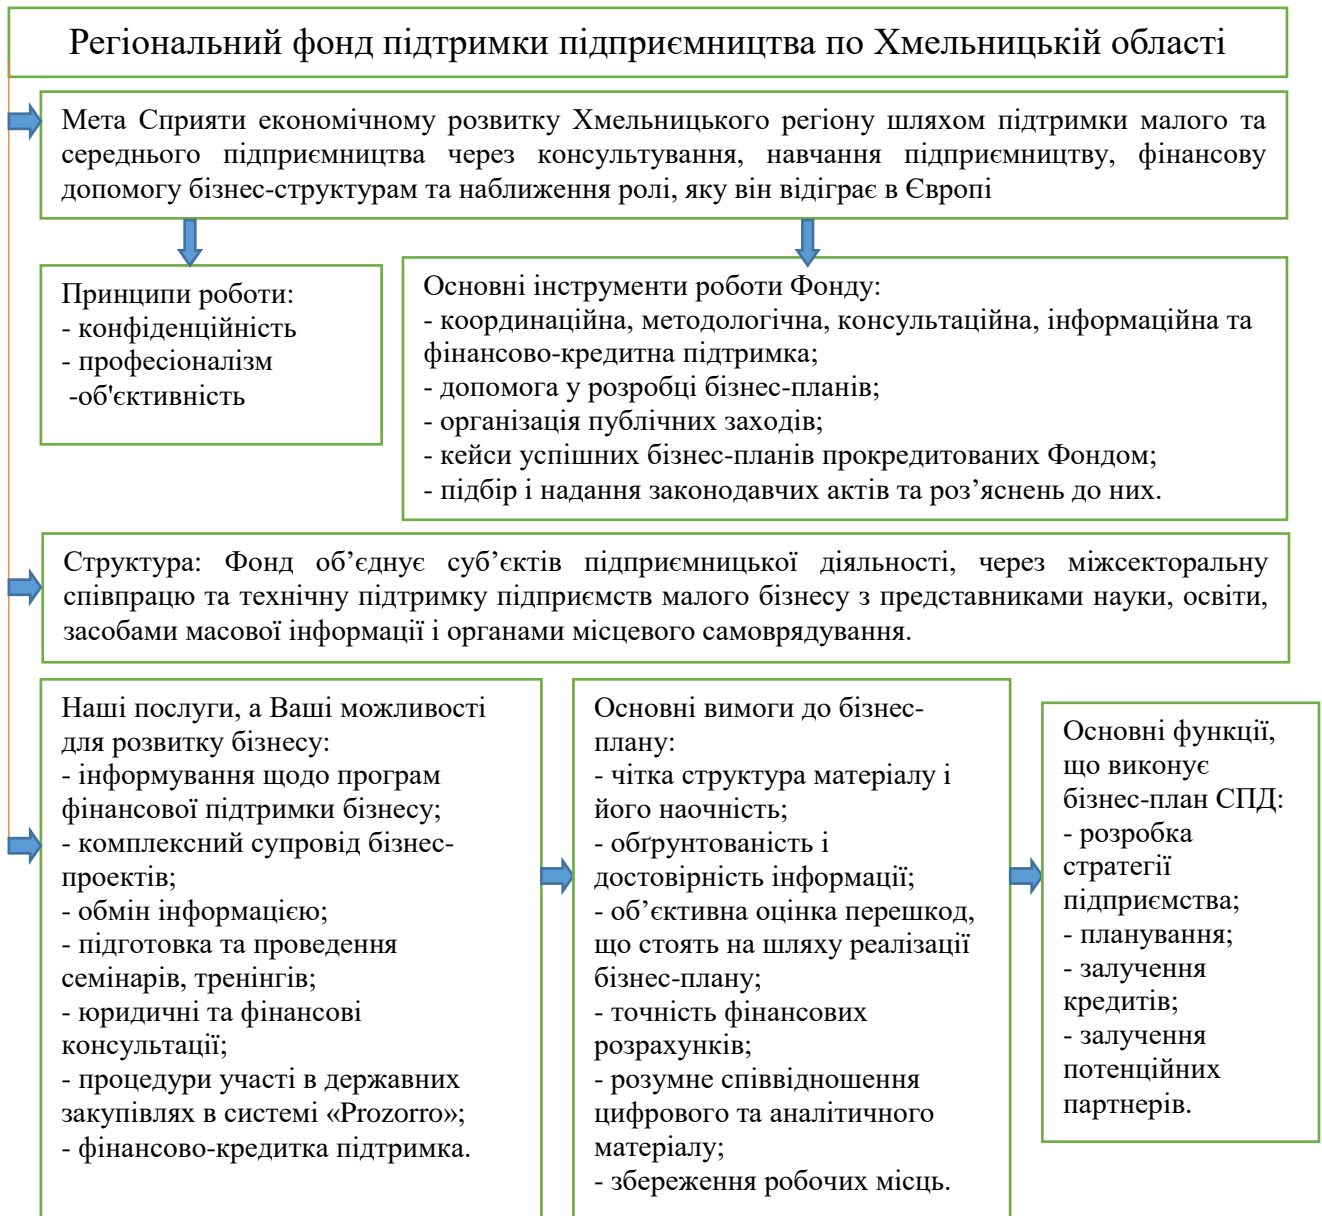 Регіональний фонд підтримки підприємництва по Хмельницькій області
Мета Сприяти економічному розвитку Хмельницького регіону шляхом підтримки малого та
середнього підприємництва через консультування, навчання підприємництву, фінансову
допомогу бізнес-структурам та наближення ролі, яку він відіграє в Європі
Принципи роботи:
- конфіденційність
- професіоналізм
-об'єктивність
Основні інструменти роботи Фонду:
- координаційна, методологічна, консультаційна, інформаційна та
фінансово-кредитна підтримка;
- допомога у розробці бізнес-планів;
- організація публічних заходів;
- кейси успішних бізнес-планів прокредитованих Фондом;
- підбір і надання законодавчих актів та роз’яснень до них.
Структура: Фонд об’єднує суб’єктів підприємницької діяльності, через міжсекторальну
співпрацю та технічну підтримку підприємств малого бізнесу з представниками науки, освіти,
засобами масової інформації і органами місцевого самоврядування.
Наші послуги, а Ваші можливості
для розвитку бізнесу:
- інформування щодо програм
фінансової підтримки бізнесу;
- комплексний супровід бізнес-
проектів;
- обмін інформацією;
- підготовка та проведення
семінарів, тренінгів;
- юридичні та фінансові
консультації;
- процедури участі в державних
закупівлях в системі «Prozorro»;
- фінансово-кредитка підтримка.
Основні вимоги до бізнес-
плану:
- чітка структура матеріалу і
його наочність;
- обґрунтованість і
достовірність інформації;
- об’єктивна оцінка перешкод,
що стоять на шляху реалізації
бізнес-плану;
- точність фінансових
розрахунків;
- розумне співвідношення
цифрового та аналітичного
матеріалу;
- збереження робочих місць.
Основні функції,
що виконує
бізнес-план СПД:
- розробка
стратегії
підприємства;
- планування;
- залучення
кредитів;
- залучення
потенційних
партнерів.